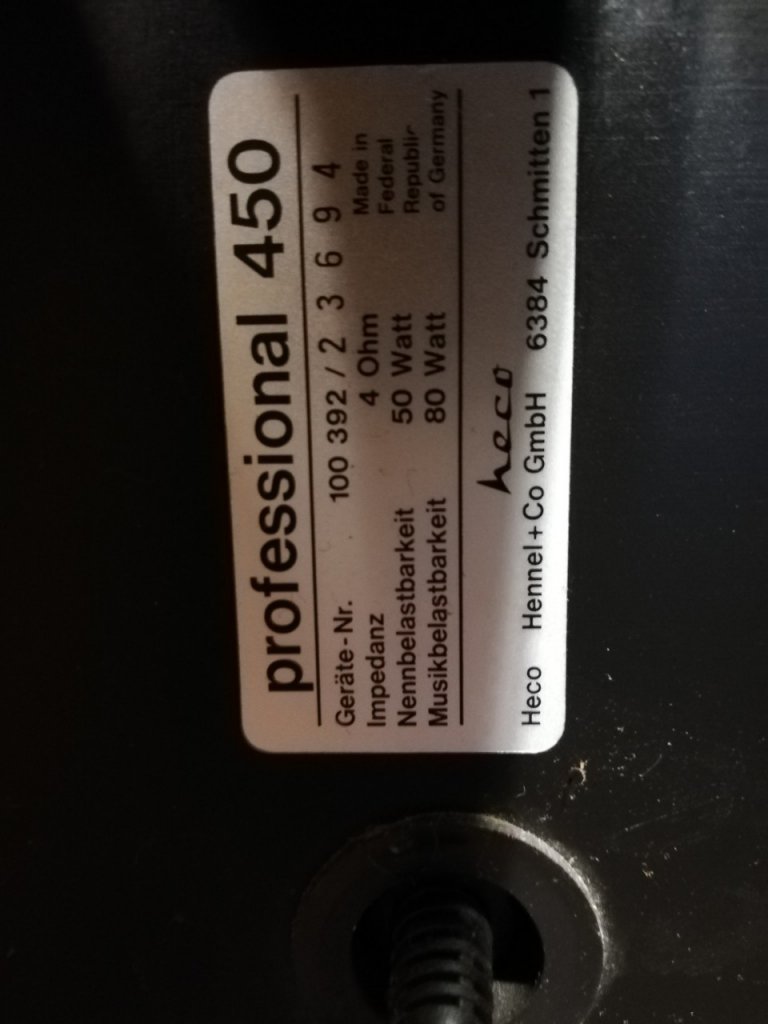 professional 450
Geräte-Nr. 100 392 / 2 3 6 9 4
Impedanz 4 Ohm Made in
Nennbelastbarkeit 50 Watt Federal
Musikbelastbarkeit 80 Watt Republic
of Germany
heco
Heco Hennel+Co GmbH 6384 Schmitten 1